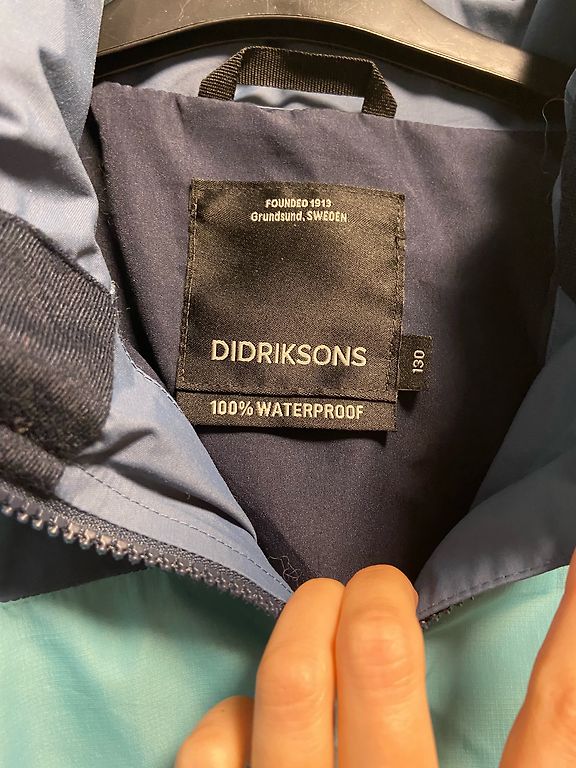 FOUNDED 1913
Grundsund, SWEDEN
DIDRIKSONS
130
100% WATERPROOF